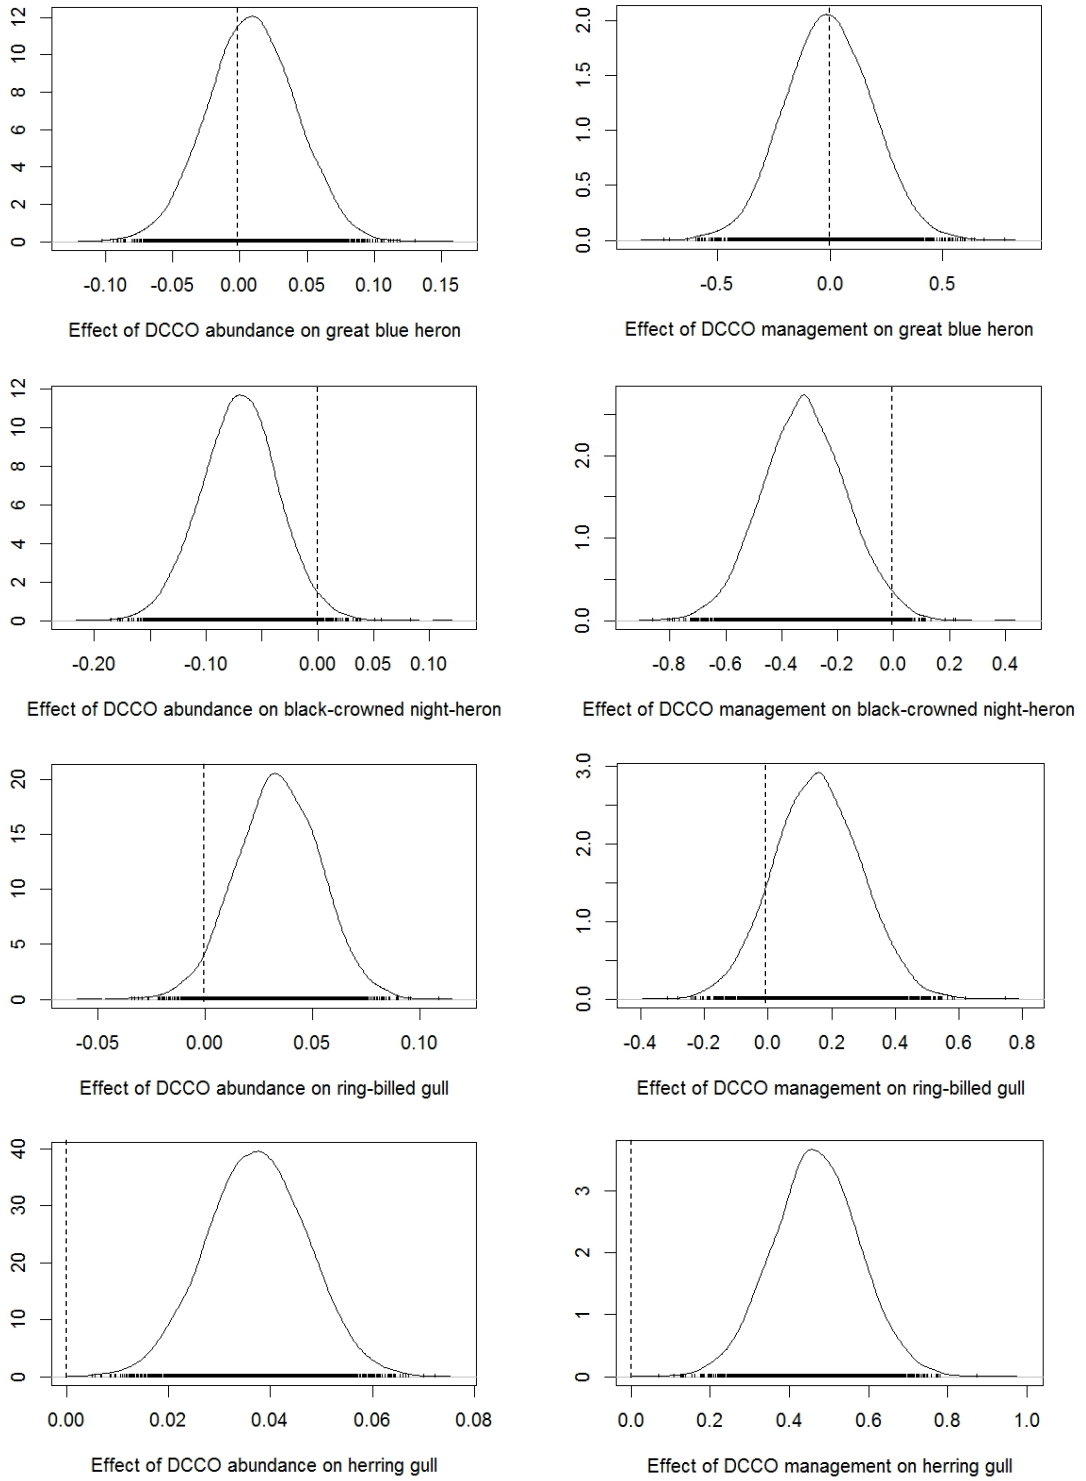 12
10
8
6
4
2
0
-0.10 -0.05 0.00 0.05 0.10 0.15
Effect of DCCO abundance on great blue heron
2.0
1.5
1.0
0.5
0.0
-0.5 0.0 0.5
Effect of DCCO management on great blue heron
12
10
8
6
4
2
0
-0.20 -0.10 0.00 0.05 0.10
Effect of DCCO abundance on black-crowned night-heron
2.0
1.0
0.0
-0.8 -0.6 -0.4 -0.2 0.0 0.2 0.4
Effect of DCCO management on black-crowned night-heron
20
15
10
5
0
-0.05 0.00 0.05 0.10
Effect of DCCO abundance on ring-billed gull
3.0
2.0
1.0
0.0
-0.4 -0.2 0.0 0.2 0.4 0.6 0.8
Effect of DCCO management on ring-billed gull
40
30
20
10
0
0.00 0.02 0.04 0.06 0.08
Effect of DCCO abundance on herring gull
3
2
1
0
0.0 0.2 0.4 0.6 0.8 1.0
Effect of DCCO management on herring gull